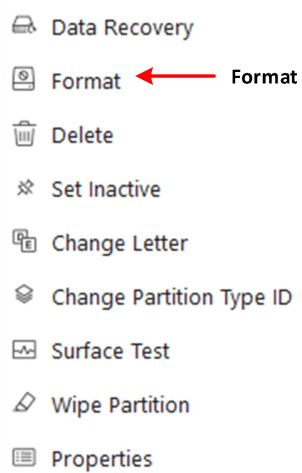 Data Recovery
Format Format
Delete
Set Inactive
Change Letter
Change Partition Type ID
Surface Test
Wipe Partition
Properties